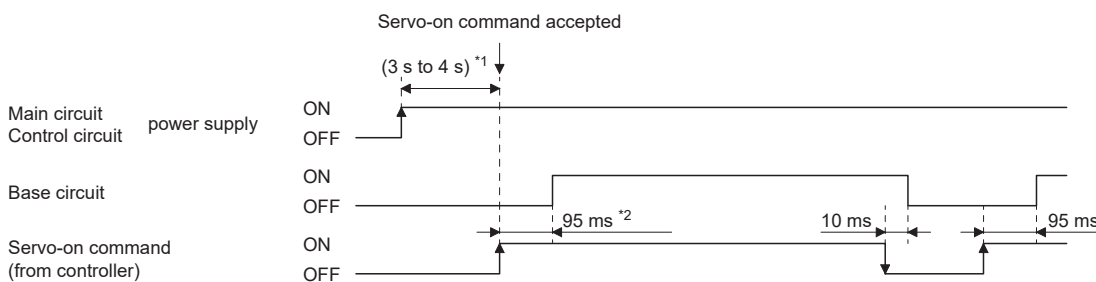 Servo-on command accepted
(3 s to 4 s) *1
Main circuit
Control circuit
power supply
ON
OFF
Base circuit
ON
OFF
95 ms *2
10 ms
95 ms
Servo-on command
(from controller)
ON
OFF